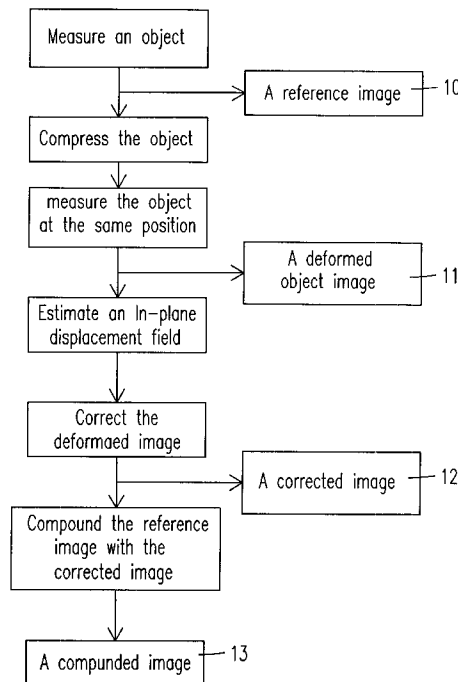 Measure an object
A reference image
10
Compress the object
measure the object
at the same position
A deformed
object image
11
Estimate an In-plane
displacement field
Correct the
deformaed image
A corrected image
12
Compound the reference
image with the
corrected image
A compunded image
13